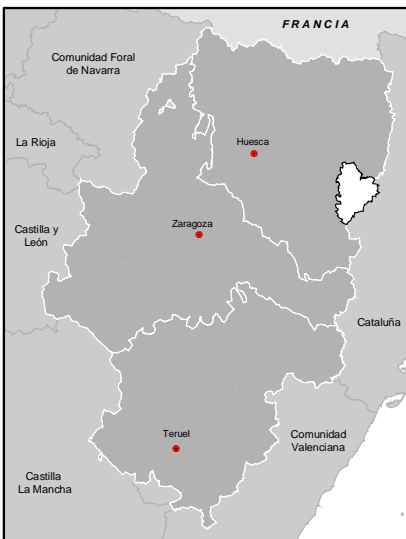 FRANCIA
Comunidad Foral
de Navarra
La Rioja
Huesca
Castilla y
León
Zaragoza
Cataluña
Teruel
Comunidad
Valenciana
Castilla
La Mancha